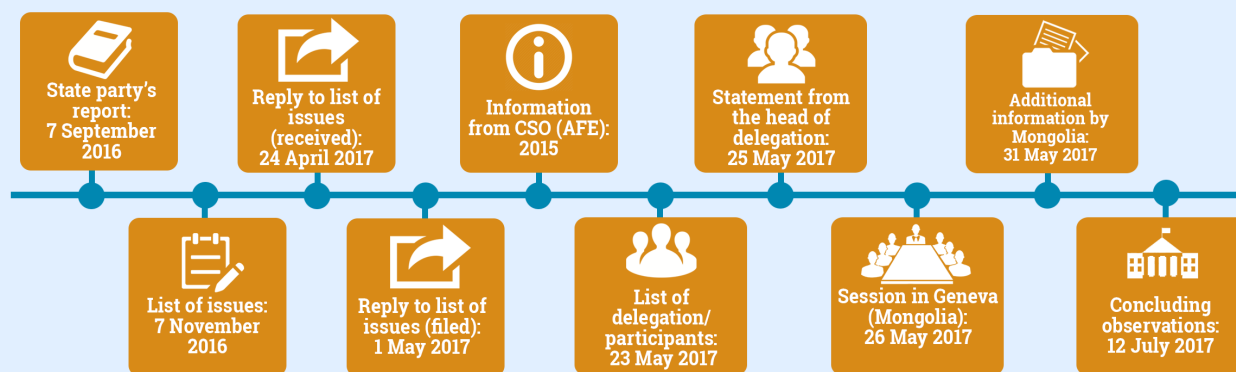 State party's
report:
7 September
2016
List of issues:
7 November
2016
Reply to list of
issues
(received):
24 April 2017
Reply to list of
issues (filed):
1 May 2017
Information
from CSO (AFE):
2015
List of
delegation/
participants:
23 May 2017
Statement from
the head of
delegation:
25 May 2017
Session in Geneva
(Mongolia):
26 May 2017
Additional
information by
Mongolia:
31 May 2017
Concluding
observations:
12 July 2017